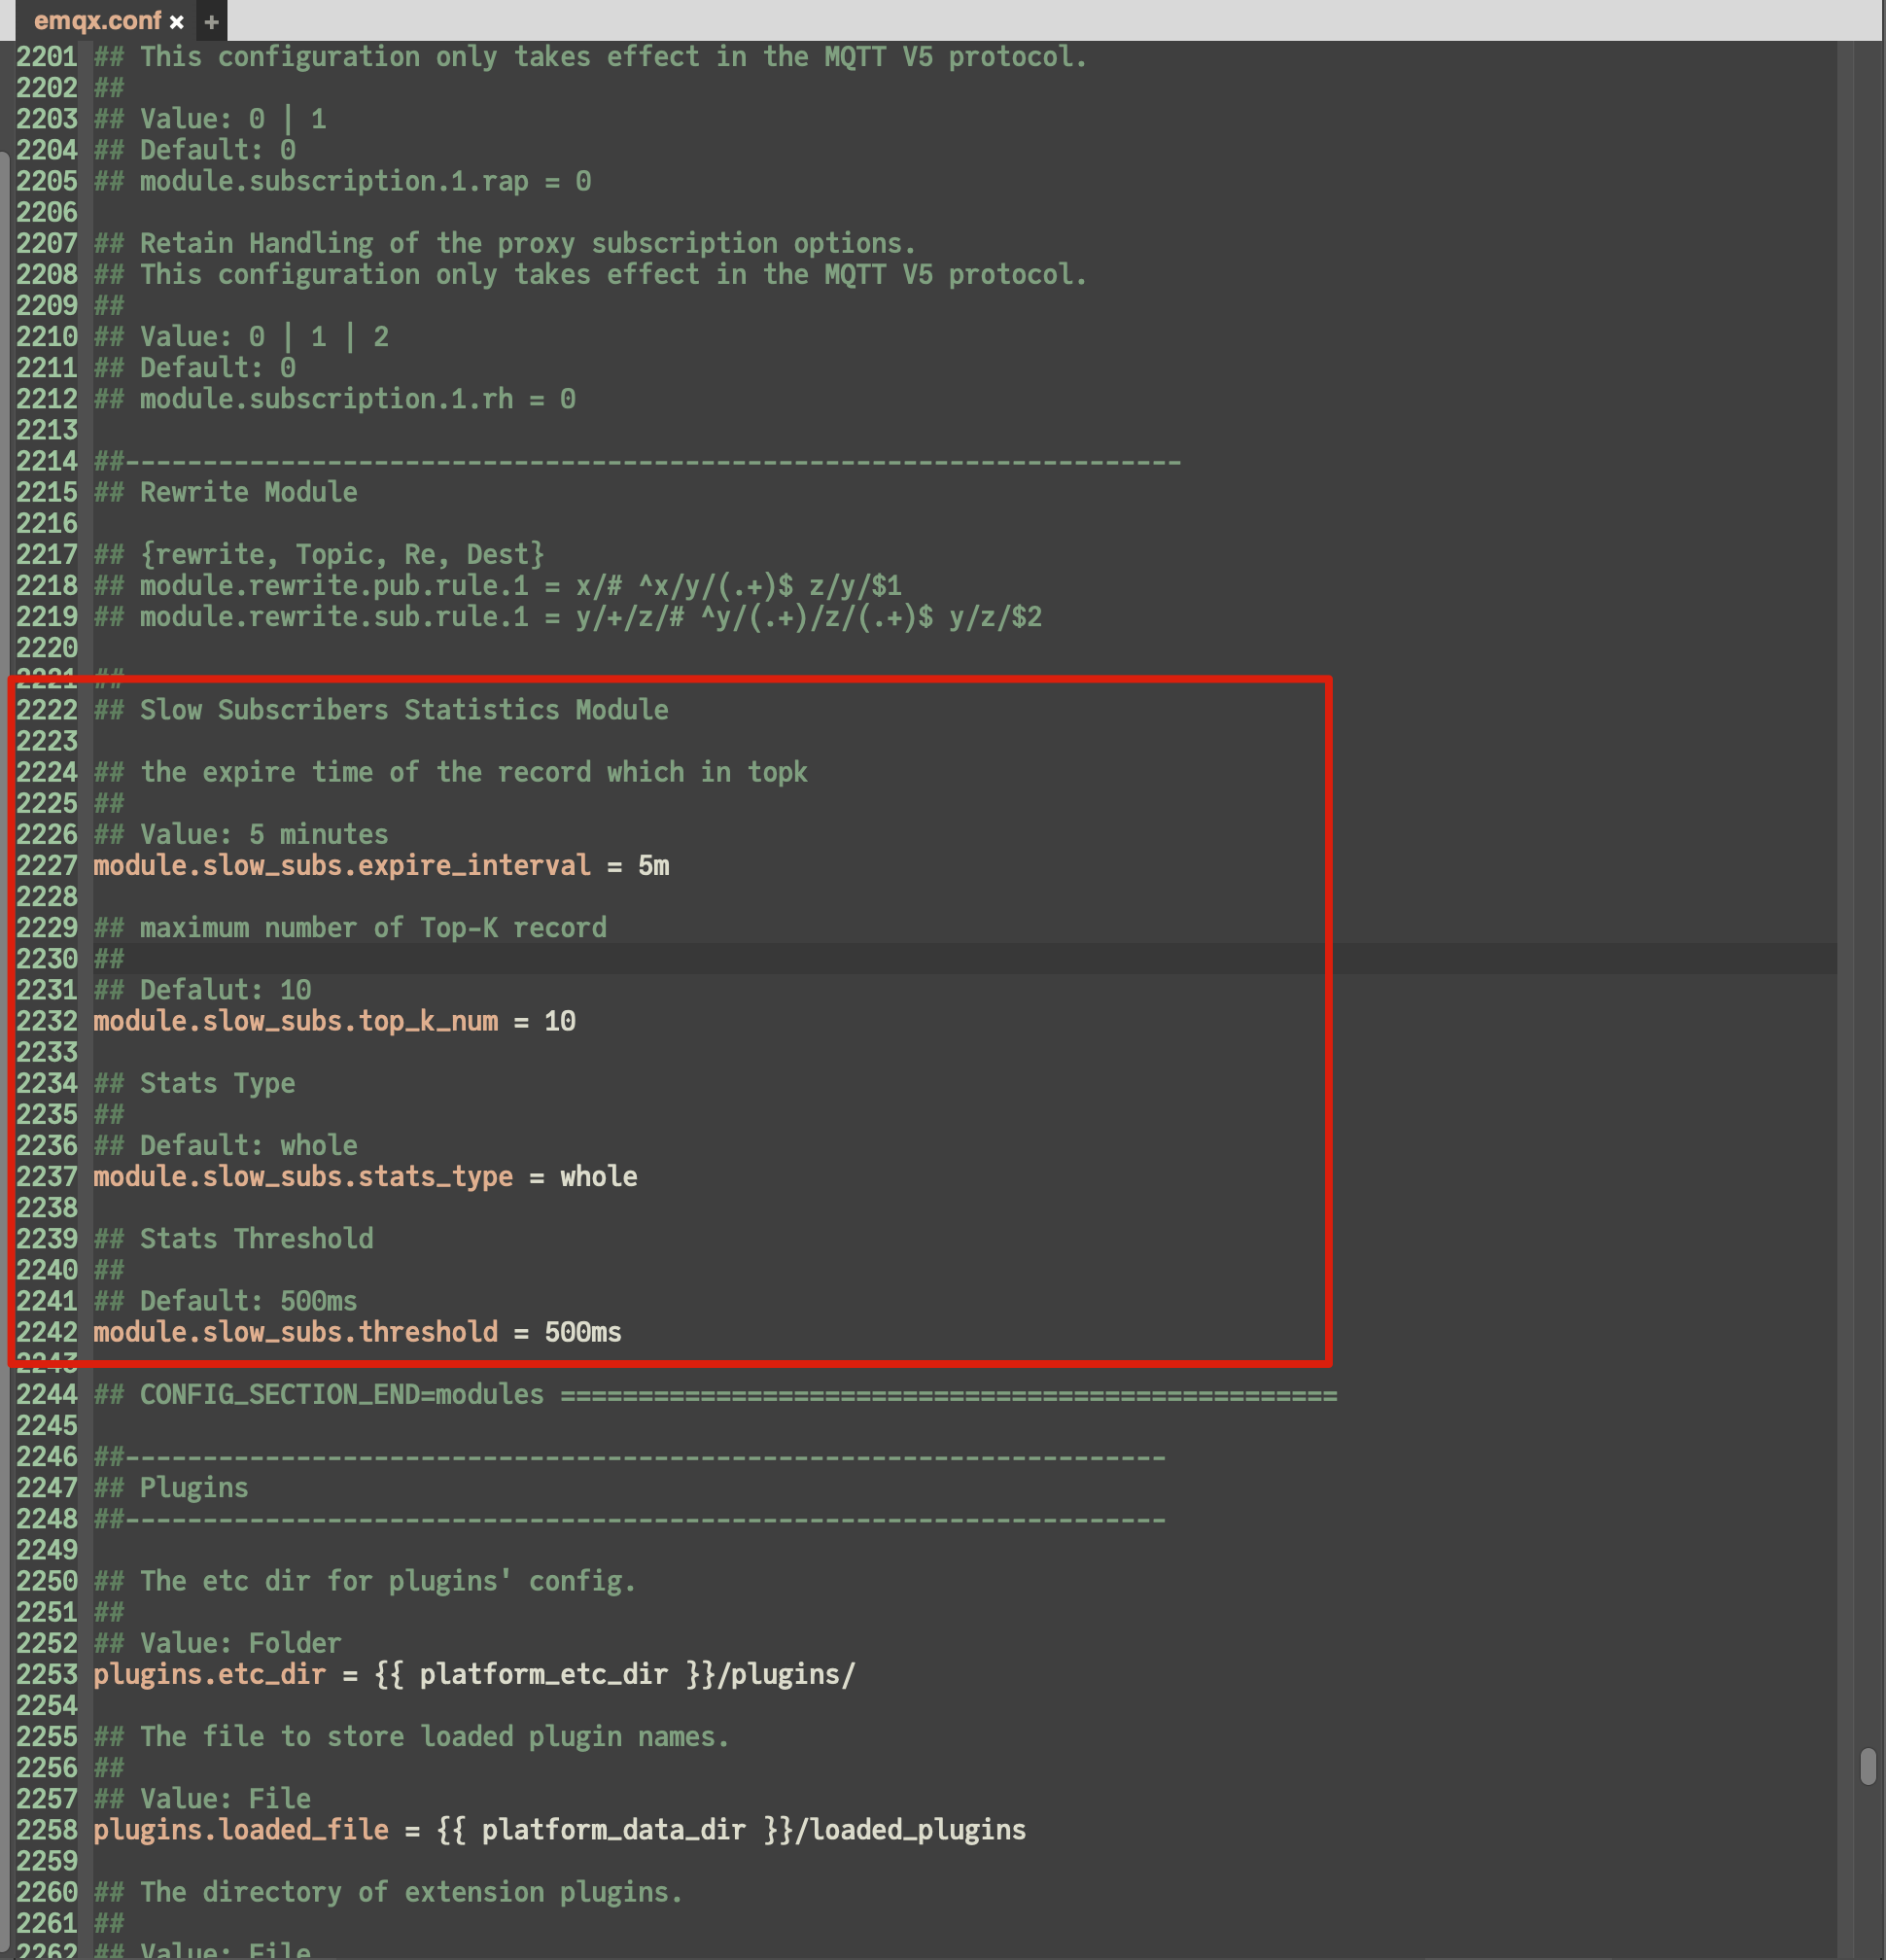 emqx.conf × +
2201 ## This configuration only takes effect in the MQTT V5 protocol.
2202 ##
2203 ## Value: 0 | 1
2204 ## Default: 0
2205 ## module.subscription.1.rap = 0
2206
2207 ## Retain Handling of the proxy subscription options.
2208 ## This configuration only takes effect in the MQTT V5 protocol.
2209 ##
2210 ## Value: 0 | 1 | 2
2211 ## Default: 0
2212 ## module.subscription.1.rh = 0
2213
2214 ##--------------------------------------------------------------------
2215 ## Rewrite Module
2216
2217 ## {rewrite, Topic, Re, Dest}
2218 ## module.rewrite.pub.rule.1 = x/# ^x/y/(.+)$ z/y/$1
2219 ## module.rewrite.sub.rule.1 = y/+/z/# ^y/(.+)/z/(.+)$ y/z/$2
2220
2221 ##
2222 ## Slow Subscribers Statistics Module
2223
2224 ## the expire time of the record which in topk
2225 ##
2226 ## Value: 5 minutes
2227 module.slow_subs.expire_interval = 5m
2228
2229 ## maximum number of Top-K record
2230 ##
2231 ## Defalut: 10
2232 module.slow_subs.top_k_num = 10
2233
2234 ## Stats Type
2235 ##
2236 ## Default: whole
2237 module.slow_subs.stats_type = whole
2238
2239 ## Stats Threshold
2240 ##
2241 ## Default: 500ms
2242 module.slow_subs.threshold = 500ms
2243
2244 ## CONFIG_SECTION_END=modules ==================================================
2245
2246 ##-------------------------------------------------------------------
2247 ## Plugins
2248 ##-------------------------------------------------------------------
2249
2250 ## The etc dir for plugins' config.
2251 ##
2252 ## Value: Folder
2253 plugins.etc_dir = {{ platform_etc_dir }}/plugins/
2254
2255 ## The file to store loaded plugin names.
2256 ##
2257 ## Value: File
2258 plugins.loaded_file = {{ platform_data_dir }}/loaded_plugins
2259
2260 ## The directory of extension plugins.
2261 ##
2262 ## Value: File